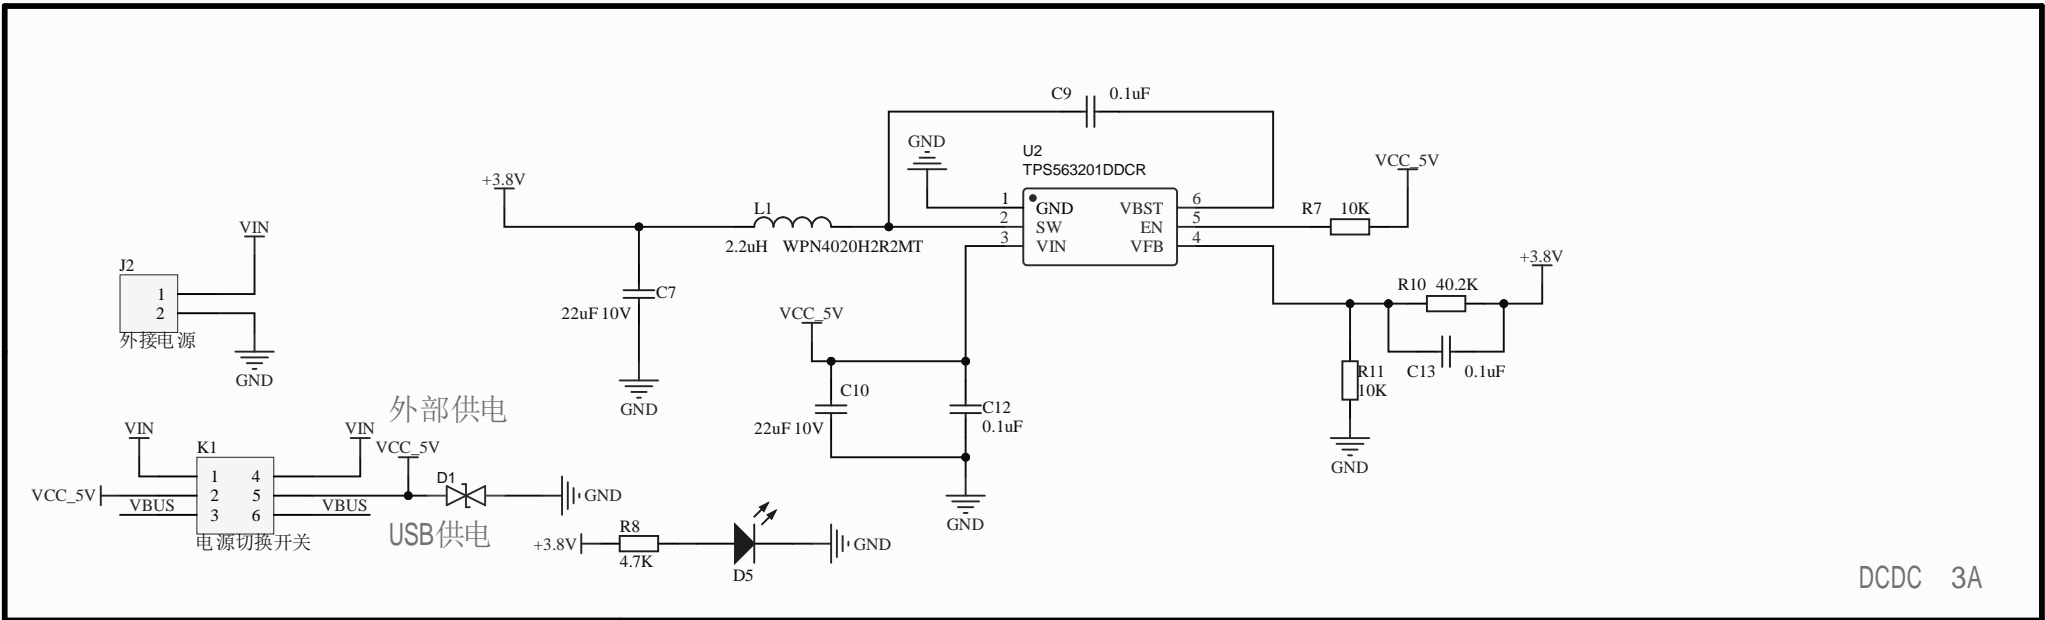 C9 0.1uF
GND
U2
TPS563201DDCR
VCC_5V
+3.8V
1 GND VBST 6
2 SW EN 5
3 VIN VFB 4
R7 10K
L1
2.2uH WPN4020H2R2MT
VIN
J2
1
2
外接电源
GND
C7
22uF 10V
GND
VCC_5V
+3.8V
R10 40.2K
C13 0.1uF
R11
10K
GND
C10
22uF 10V
C12
0.1uF
GND
外部供电
VIN
VIN
K1
VCC_5V
1 4
2 5
3 6
VCC_5V
VBUS
VBUS
D1
GND
电源切换开关
USB供电
R8
+3.8V
4.7K
D5
GND
DCDC 3A